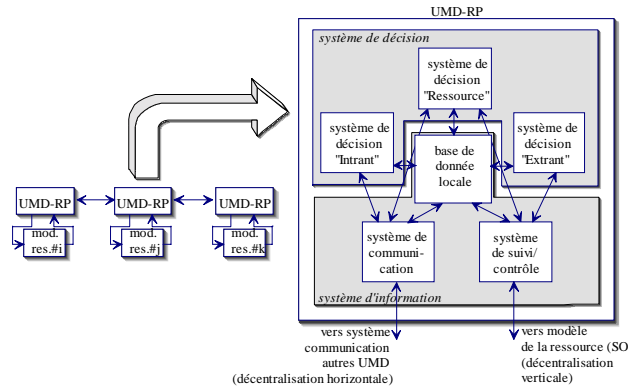 UMD-RP
système de décision
système de
décision
"Ressource"
système de
décision
"Intrant"
base de
donnée
locale
système de
décision
"Extrant"
UMD-RP
UMD-RP
UMD-RP
mod.
res.#i
mod.
res.#j
mod.
res.#k
système de
communi-
cation
système
de suivi/
contrôle
système d'information
vers système
communication
autres UMD
(décentralisation horizontale)
vers modèle
de la ressource (SO
(décentralisation
verticale)